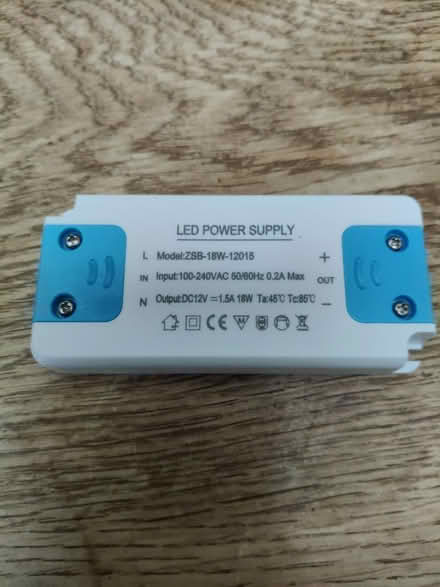 LED POWER SUPPLY
L Model:ZSB-18W-12015 +
IN Input:100-240VAC 50/60Hz 0.2A Max OUT
N Output:DC12V ⎓1.5A 18W Ta:45℃ Tc:85℃ −
CE